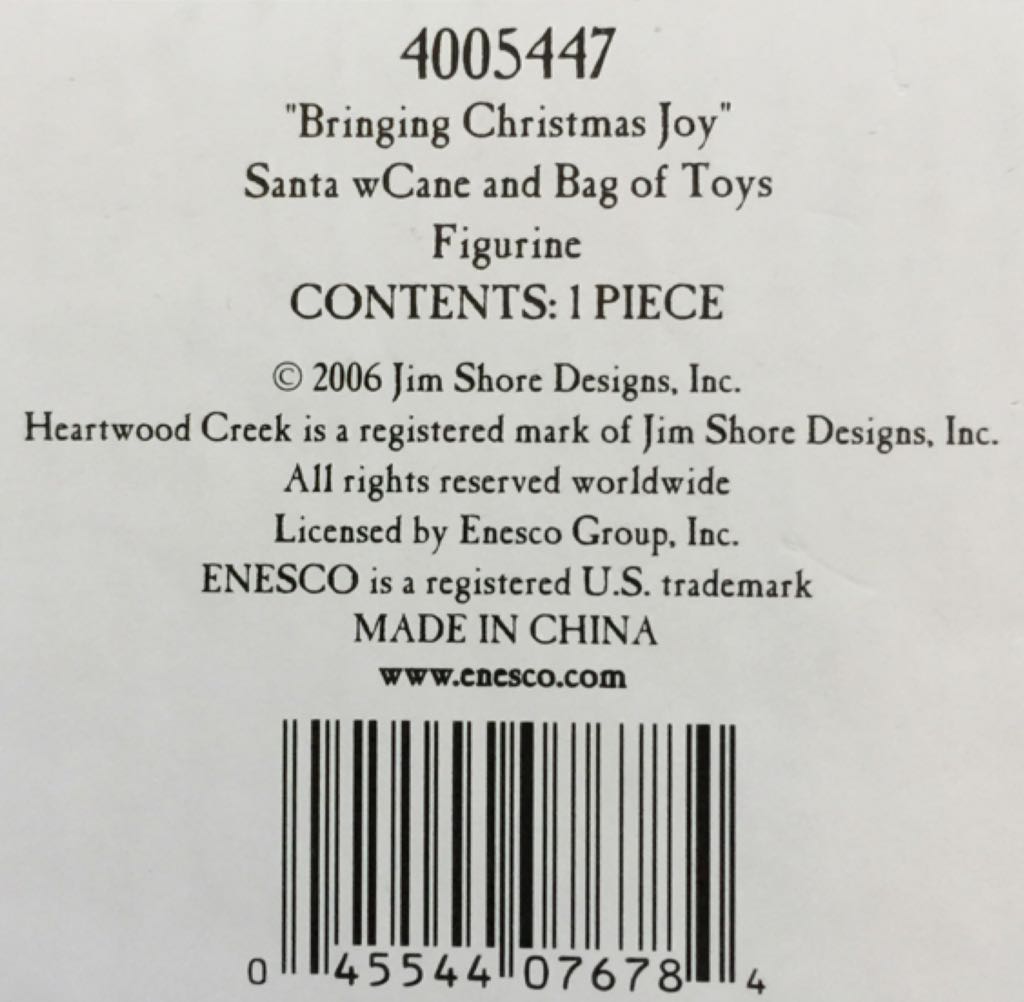 4005447
"Bringing Christmas Joy"
Santa wCane and Bag of Toys
Figurine
CONTENTS: 1 PIECE
© 2006 Jim Shore Designs, Inc.
Heartwood Creek is a registered mark of Jim Shore Designs, Inc.
All rights reserved worldwide
Licensed by Enesco Group, Inc.
ENESCO is a registered U.S. trademark
MADE IN CHINA
www.enesco.com
0 45544 07678 4